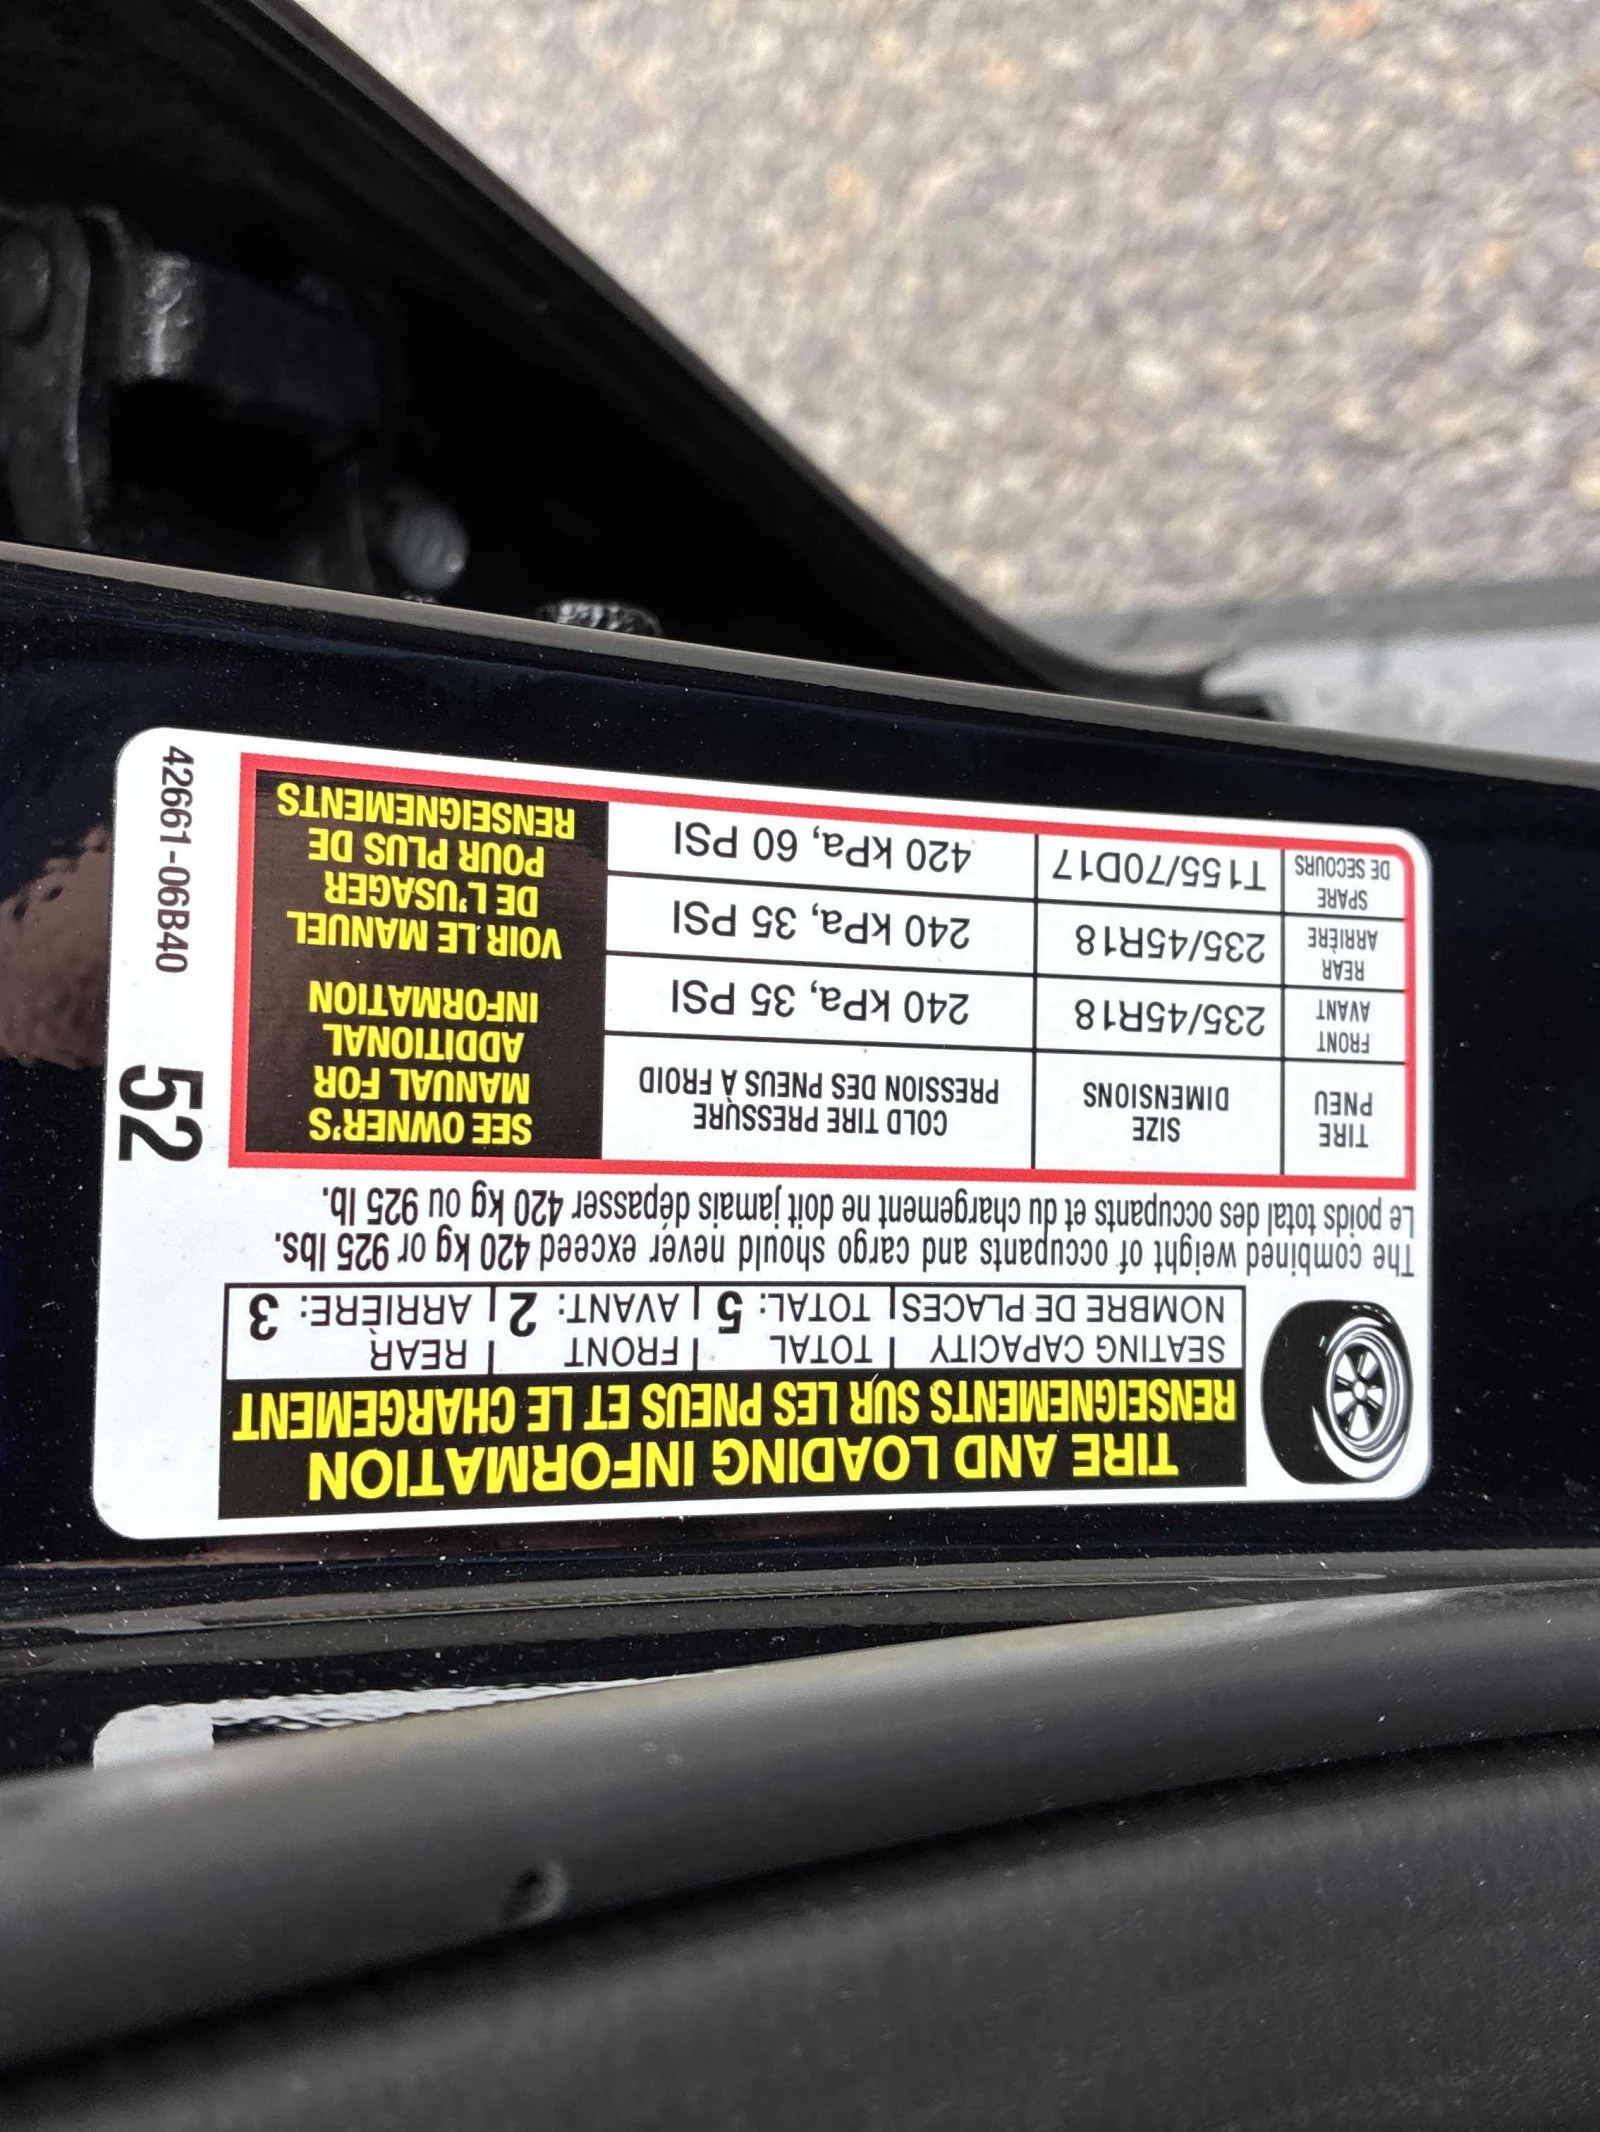 TIRE AND LOADING INFORMATION
RENSEIGNEMENTS SUR LES PNEUS ET LE CHARGEMENT
SEATING CAPACITY | TOTAL | FRONT | REAR
NOMBRE DE PLACES | TOTAL: 5 | AVANT: 2 | ARRIÈRE: 3
The combined weight of occupants and cargo should never exceed 420 kg or 925 lbs.
Le poids total des occupants et du chargement ne doit jamais dépasser 420 kg ou 925 lb.
TIRE
PNEU
SIZE
DIMENSIONS
COLD TIRE PRESSURE
PRESSION DES PNEUS À FROID
FRONT
AVANT
235/45R18
240 kPa, 35 PSI
REAR
ARRIÈRE
235/45R18
240 kPa, 35 PSI
SPARE
DE SECOURS
T155/70D17
420 kPa, 60 PSI
SEE OWNER'S
MANUAL FOR
ADDITIONAL
INFORMATION
VOIR LE MANUEL
DE L'USAGER
POUR PLUS DE
RENSEIGNEMENTS
42661-06B40 52